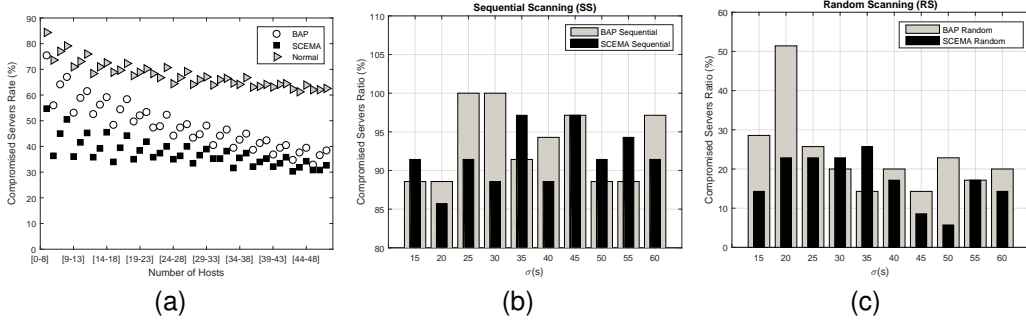 90
80
70
60
50
40
30
20
10
0
Compromised Servers Rate (%)
BAP
SCEMA
Normal
[0-8] [9-13] [14-18] [19-23] [24-28] [29-33] [34-38] [39-43] [44-48]
Number of Hosts
(a)
Sequential Scanning (SS)
110
105
100
95
90
85
80
Compromised Servers Ratio (%)
BAP Sequential
SCEMA Sequential
15 20 25 30 35 40 45 50 55 60
σ(s)
(b)
Random Scanning (RS)
60
50
40
30
20
10
0
Compromised Servers Ratio (%)
BAP Random
SCEMA Random
15 20 25 30 35 40 45 50 55 60
σ(s)
(c)